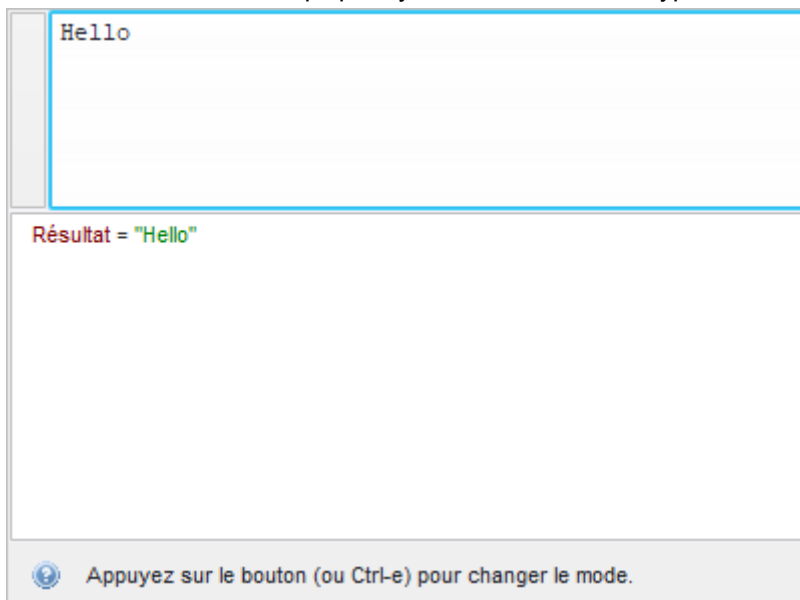 Hello
Résultat = "Hello"
Appuyez sur le bouton (ou Ctrl-e) pour changer le mode.